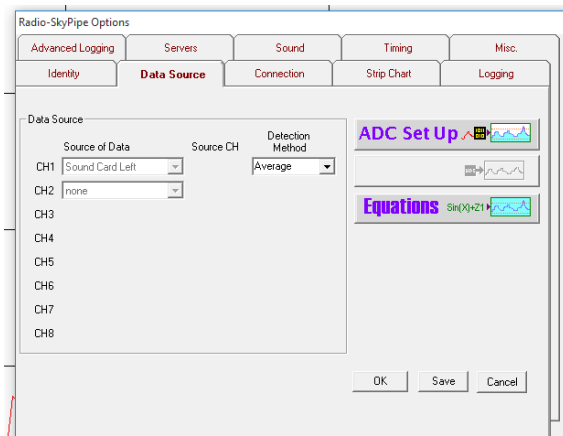 Radio-SkyPipe Options
Advanced Logging Servers Sound Timing Misc.
Identity Data Source Connection Strip Chart Logging
Data Source
Source of Data Source CH Detection Method
CH1 Sound Card Left Average
CH2 none
CH3
CH4
CH5
CH6
CH7
CH8
ADC Set Up
Equations Sin(X)+Z1
OK Save Cancel